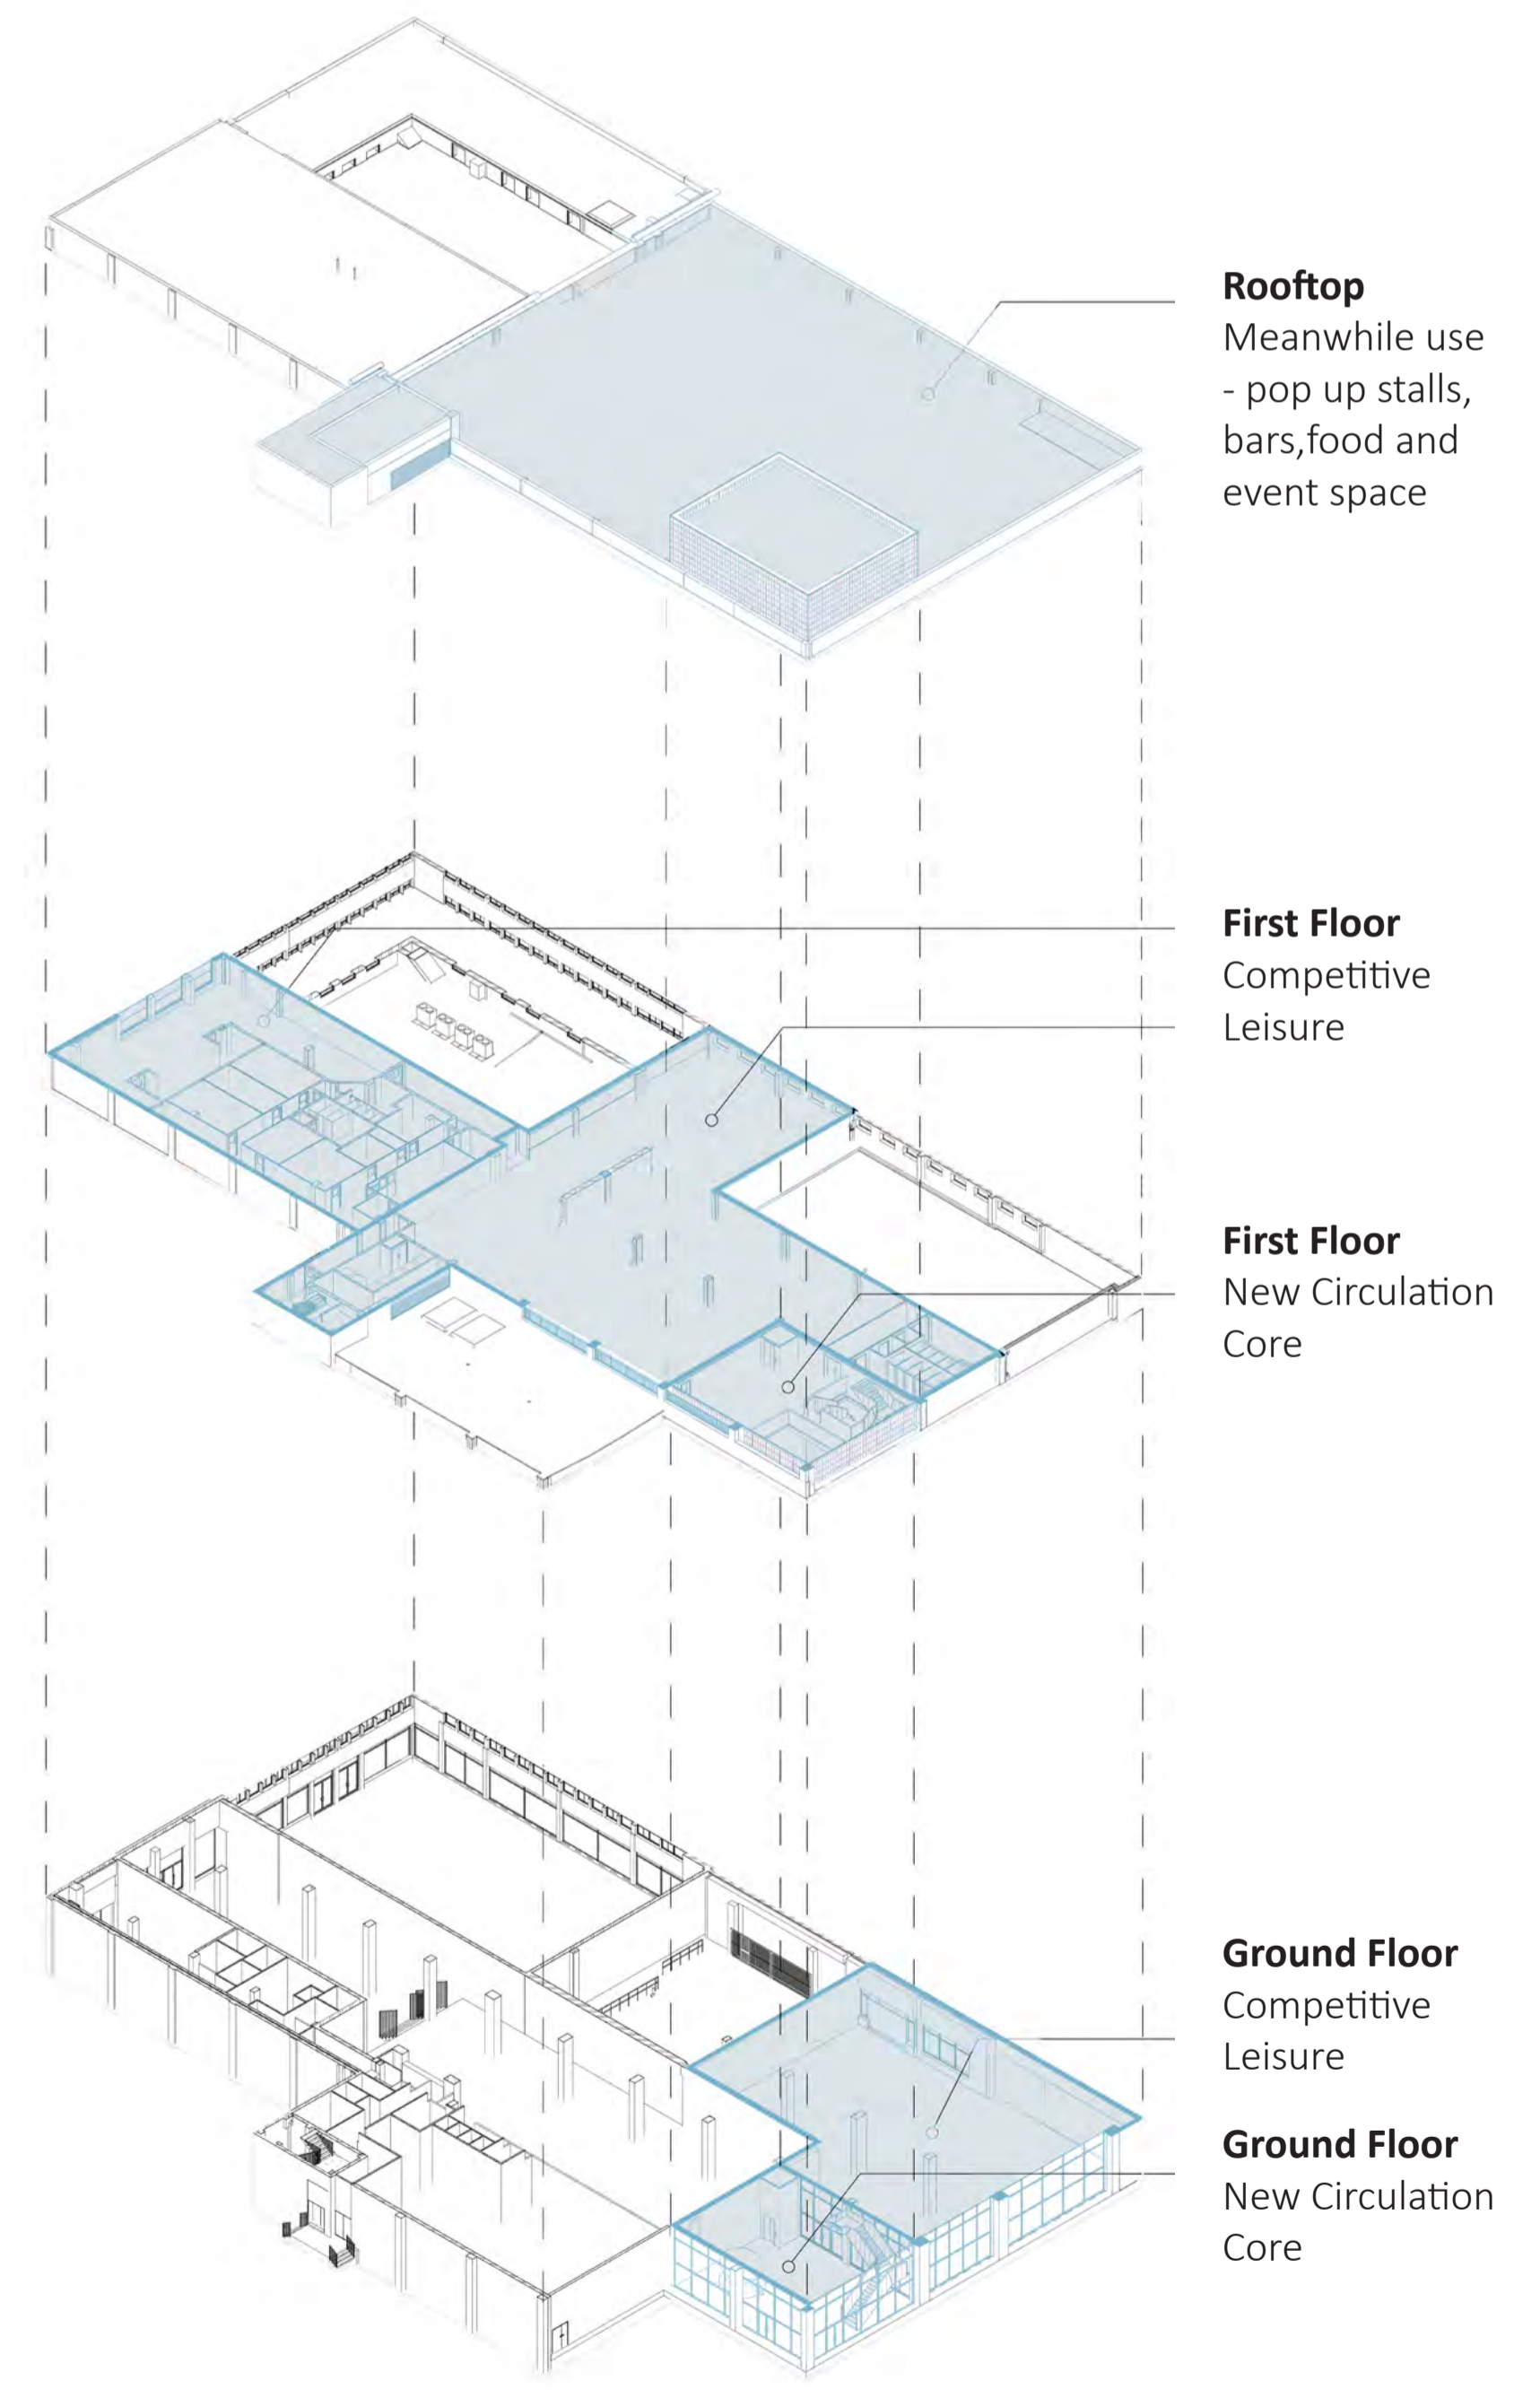 Rooftop
Meanwhile use
- pop up stalls,
bars,food and
event space
First Floor
Competitive
Leisure
First Floor
New Circulation
Core
Ground Floor
Competitive
Leisure
Ground Floor
New Circulation
Core